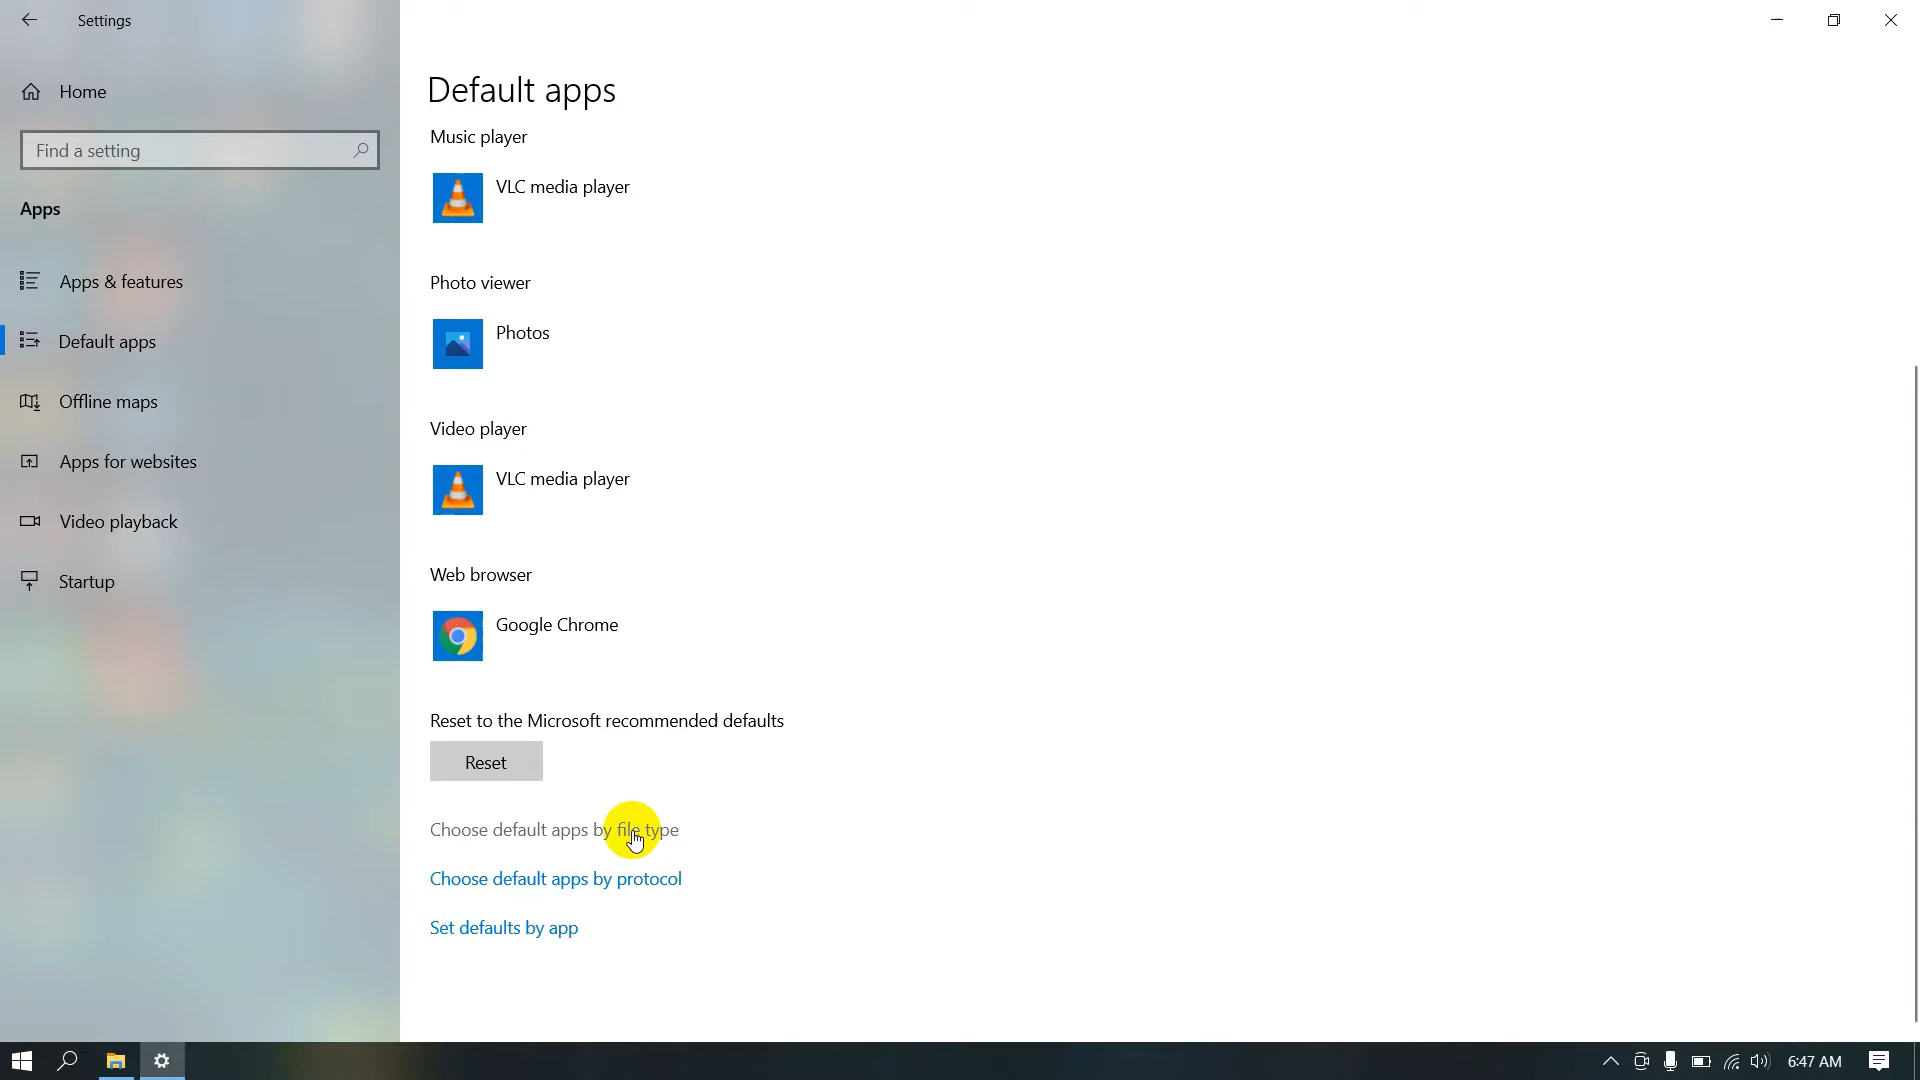 Settings
Home
Find a setting
Apps
Apps & features
Default apps
Offline maps
Apps for websites
Video playback
Startup
Default apps
Music player
VLC media player
Photo viewer
Photos
Video player
VLC media player
Web browser
Google Chrome
Reset to the Microsoft recommended defaults
Reset
Choose default apps by file type
Choose default apps by protocol
Set defaults by app
6:47 AM